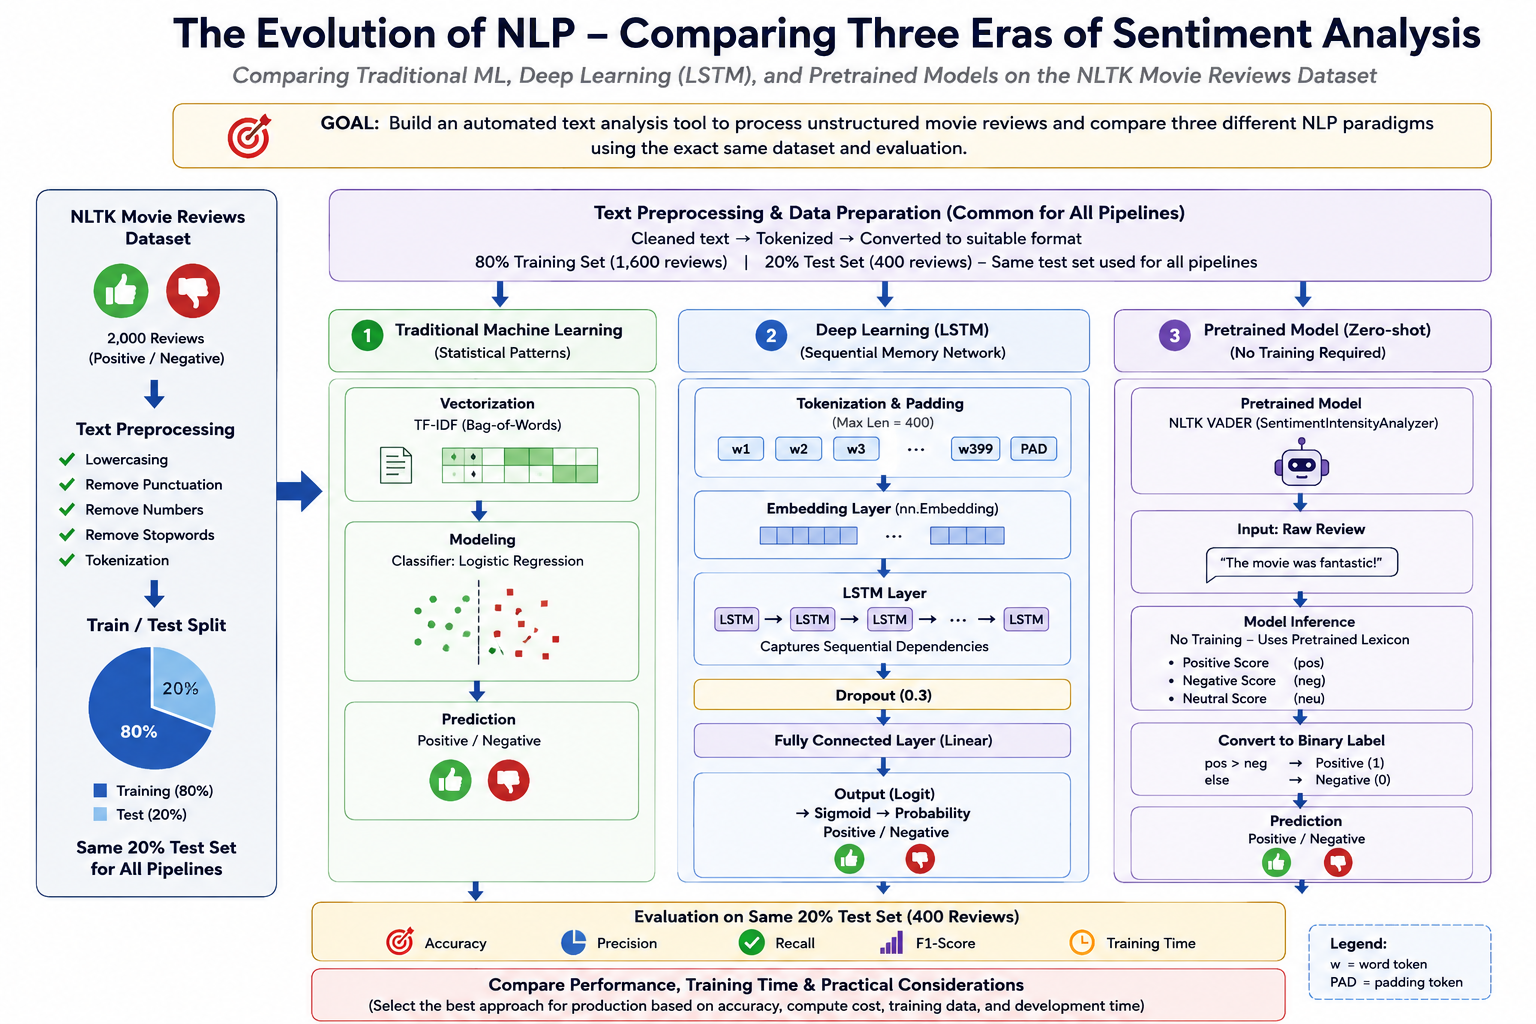 The Evolution of NLP – Comparing Three Eras of Sentiment Analysis
Comparing Traditional ML, Deep Learning (LSTM), and Pretrained Models on the NLTK Movie Reviews Dataset
GOAL: Build an automated text analysis tool to process unstructured movie reviews and compare three different NLP paradigms
using the exact same dataset and evaluation.
NLTK Movie Reviews
Dataset
2,000 Reviews
(Positive / Negative)
Text Preprocessing
Lowercasing
Remove Punctuation
Remove Numbers
Remove Stopwords
Tokenization
Train / Test Split
20%
80%
Training (80%)
Test (20%)
Same 20% Test Set
for All Pipelines
Text Preprocessing & Data Preparation (Common for All Pipelines)
Cleaned text → Tokenized → Converted to suitable format
80% Training Set (1,600 reviews) | 20% Test Set (400 reviews) – Same test set used for all pipelines
1 Traditional Machine Learning
(Statistical Patterns)
Vectorization
TF-IDF (Bag-of-Words)
Modeling
Classifier: Logistic Regression
Prediction
Positive / Negative
2 Deep Learning (LSTM)
(Sequential Memory Network)
Tokenization & Padding
(Max Len = 400)
w1 w2 w3 ... w399 PAD
Embedding Layer (nn.Embedding)
...
LSTM Layer
LSTM → LSTM → LSTM → ... → LSTM
Captures Sequential Dependencies
Dropout (0.3)
Fully Connected Layer (Linear)
Output (Logit)
→ Sigmoid → Probability
Positive / Negative
3 Pretrained Model (Zero-shot)
(No Training Required)
Pretrained Model
NLTK VADER (SentimentIntensityAnalyzer)
Input: Raw Review
“The movie was fantastic!”
Model Inference
No Training – Uses Pretrained Lexicon
• Positive Score (pos)
• Negative Score (neg)
• Neutral Score (neu)
Convert to Binary Label
pos > neg → Positive (1)
else → Negative (0)
Prediction
Positive / Negative
Evaluation on Same 20% Test Set (400 Reviews)
Accuracy Precision Recall F1-Score Training Time
Compare Performance, Training Time & Practical Considerations
(Select the best approach for production based on accuracy, compute cost, training data, and development time)
Legend:
w = word token
PAD = padding token